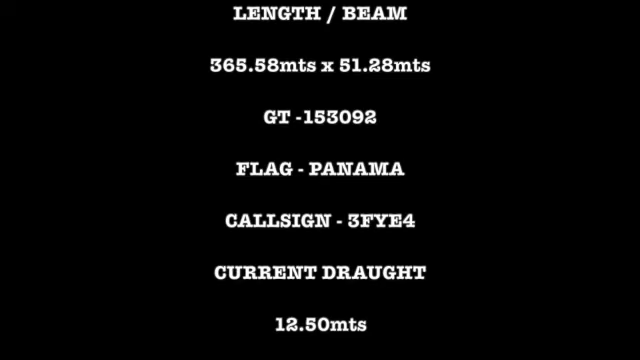 LENGTH / BEAM
365.58mts x 51.28mts
GT -153092
FLAG - PANAMA
CALLSIGN - 3FYE4
CURRENT DRAUGHT
12.50mts